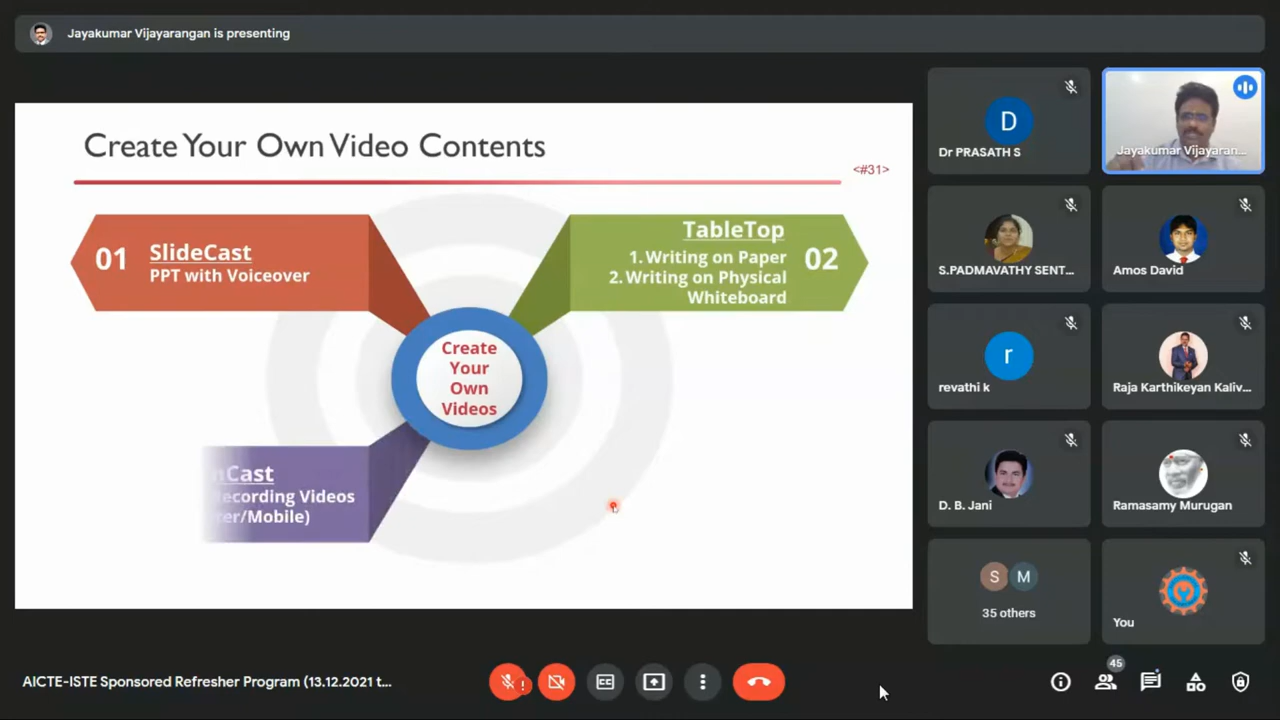 Jayakumar Vijayarangan is presenting
Create Your Own Video Contents
<#31>
01
SlideCast
PPT with Voiceover
TableTop
1. Writing on Paper
2. Writing on Physical
Whiteboard
02
Create
Your
Own
Videos
nCast
ecording Videos
er/Mobile)
D
Dr PRASATH S
Jayakumar Vijayaran...
S.PADMAVATHY SENT...
Amos David
r
revathi k
Raja Karthikeyan Kaliv...
D. B. Jani
Ramasamy Murugan
S
M
35 others
You
AICTE-ISTE Sponsored Refresher Program (13.12.2021 t...
45